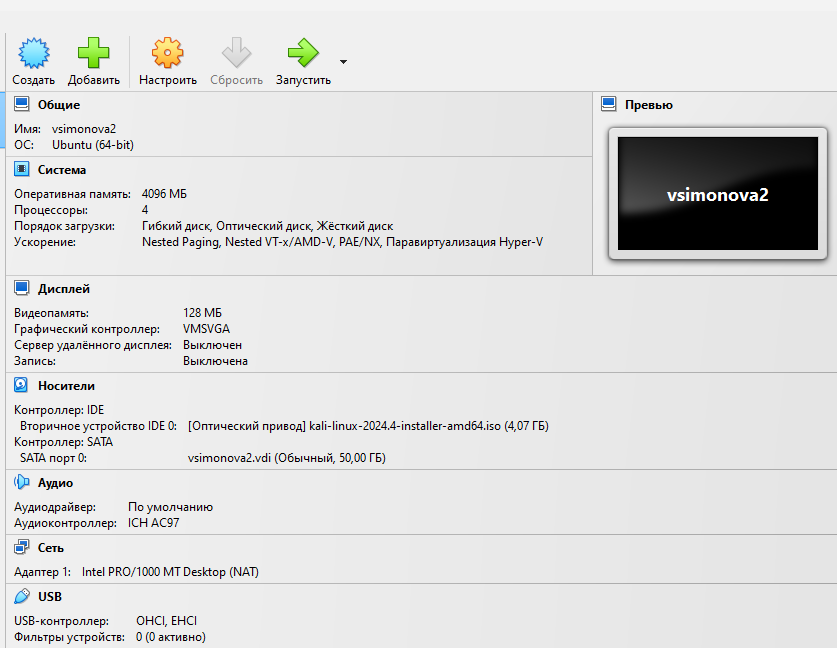 Создать Добавить Настроить Сбросить Запустить
Общие
Имя: vsimonova2
ОС: Ubuntu (64-bit)
Превью
vsimonova2
Система
Оперативная память: 4096 МБ
Процессоры: 4
Порядок загрузки: Гибкий диск, Оптический диск, Жёсткий диск
Ускорение: Nested Paging, Nested VT-x/AMD-V, PAE/NX, Паравиртуализация Hyper-V
Дисплей
Видеопамять: 128 МБ
Графический контроллер: VMSVGA
Сервер удалённого дисплея: Выключен
Запись: Выключена
Носители
Контроллер: IDE
Вторичное устройство IDE 0: [Оптический привод] kali-linux-2024.4-installer-amd64.iso (4,07 ГБ)
Контроллер: SATA
SATA порт 0: vsimonova2.vdi (Обычный, 50,00 ГБ)
Аудио
Аудиодрайвер: По умолчанию
Аудиоконтроллер: ICH AC97
Сеть
Адаптер 1: Intel PRO/1000 MT Desktop (NAT)
USB
USB-контроллер: OHCI, EHCI
Фильтры устройств: 0 (0 активно)